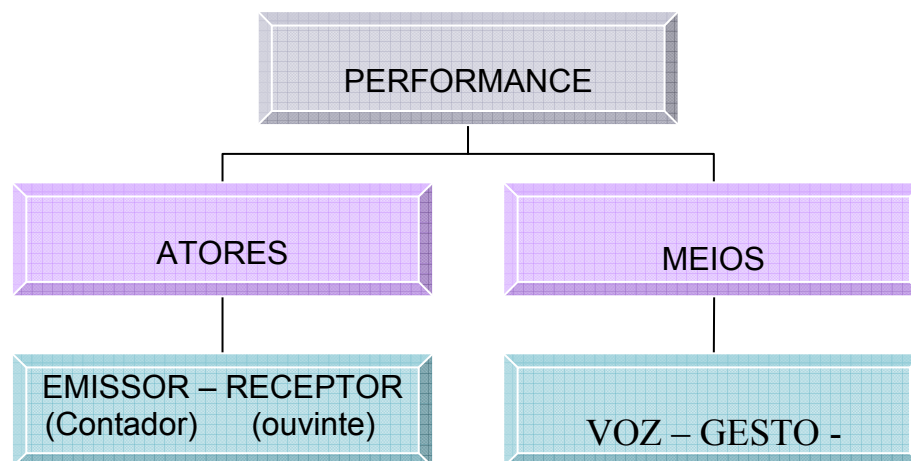 PERFORMANCE
ATORES
MEIOS
EMISSOR – RECEPTOR
(Contador) (ouvinte)
VOZ – GESTO -